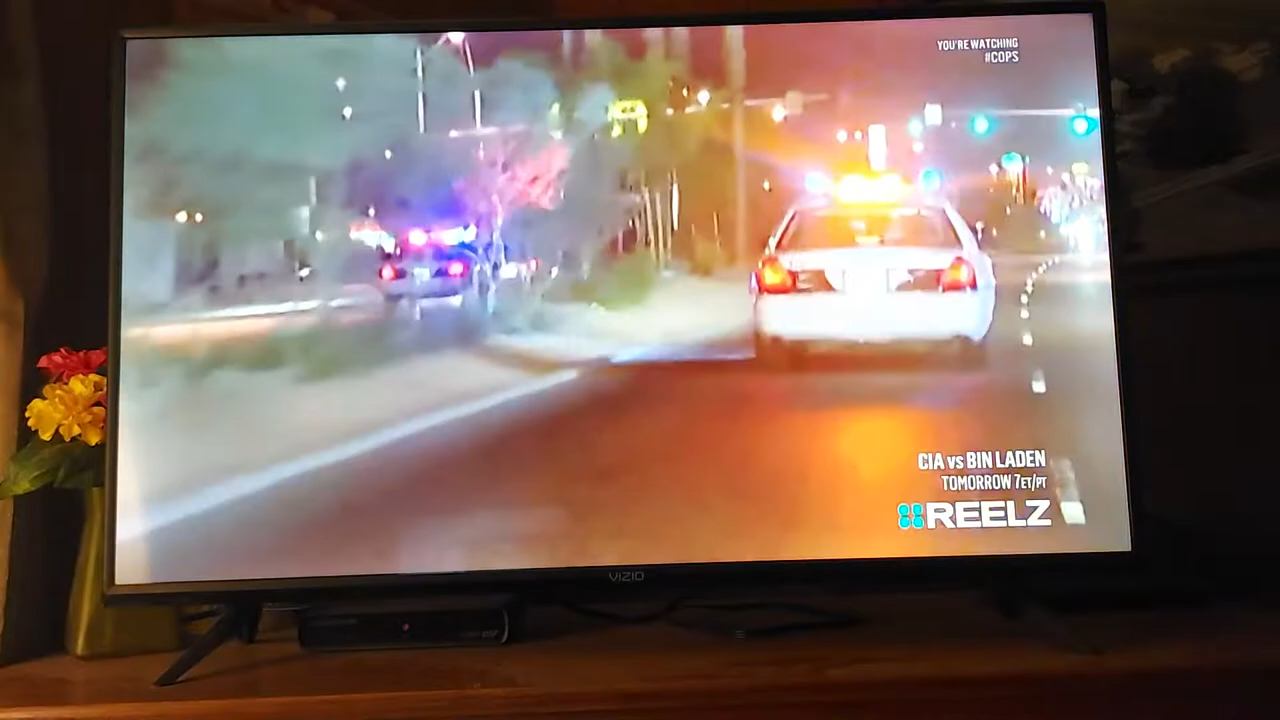 YOU'RE WATCHING
#COPS
CIA vs BIN LADEN
TOMORROW 7ET/PT
REELZ
VIZIO